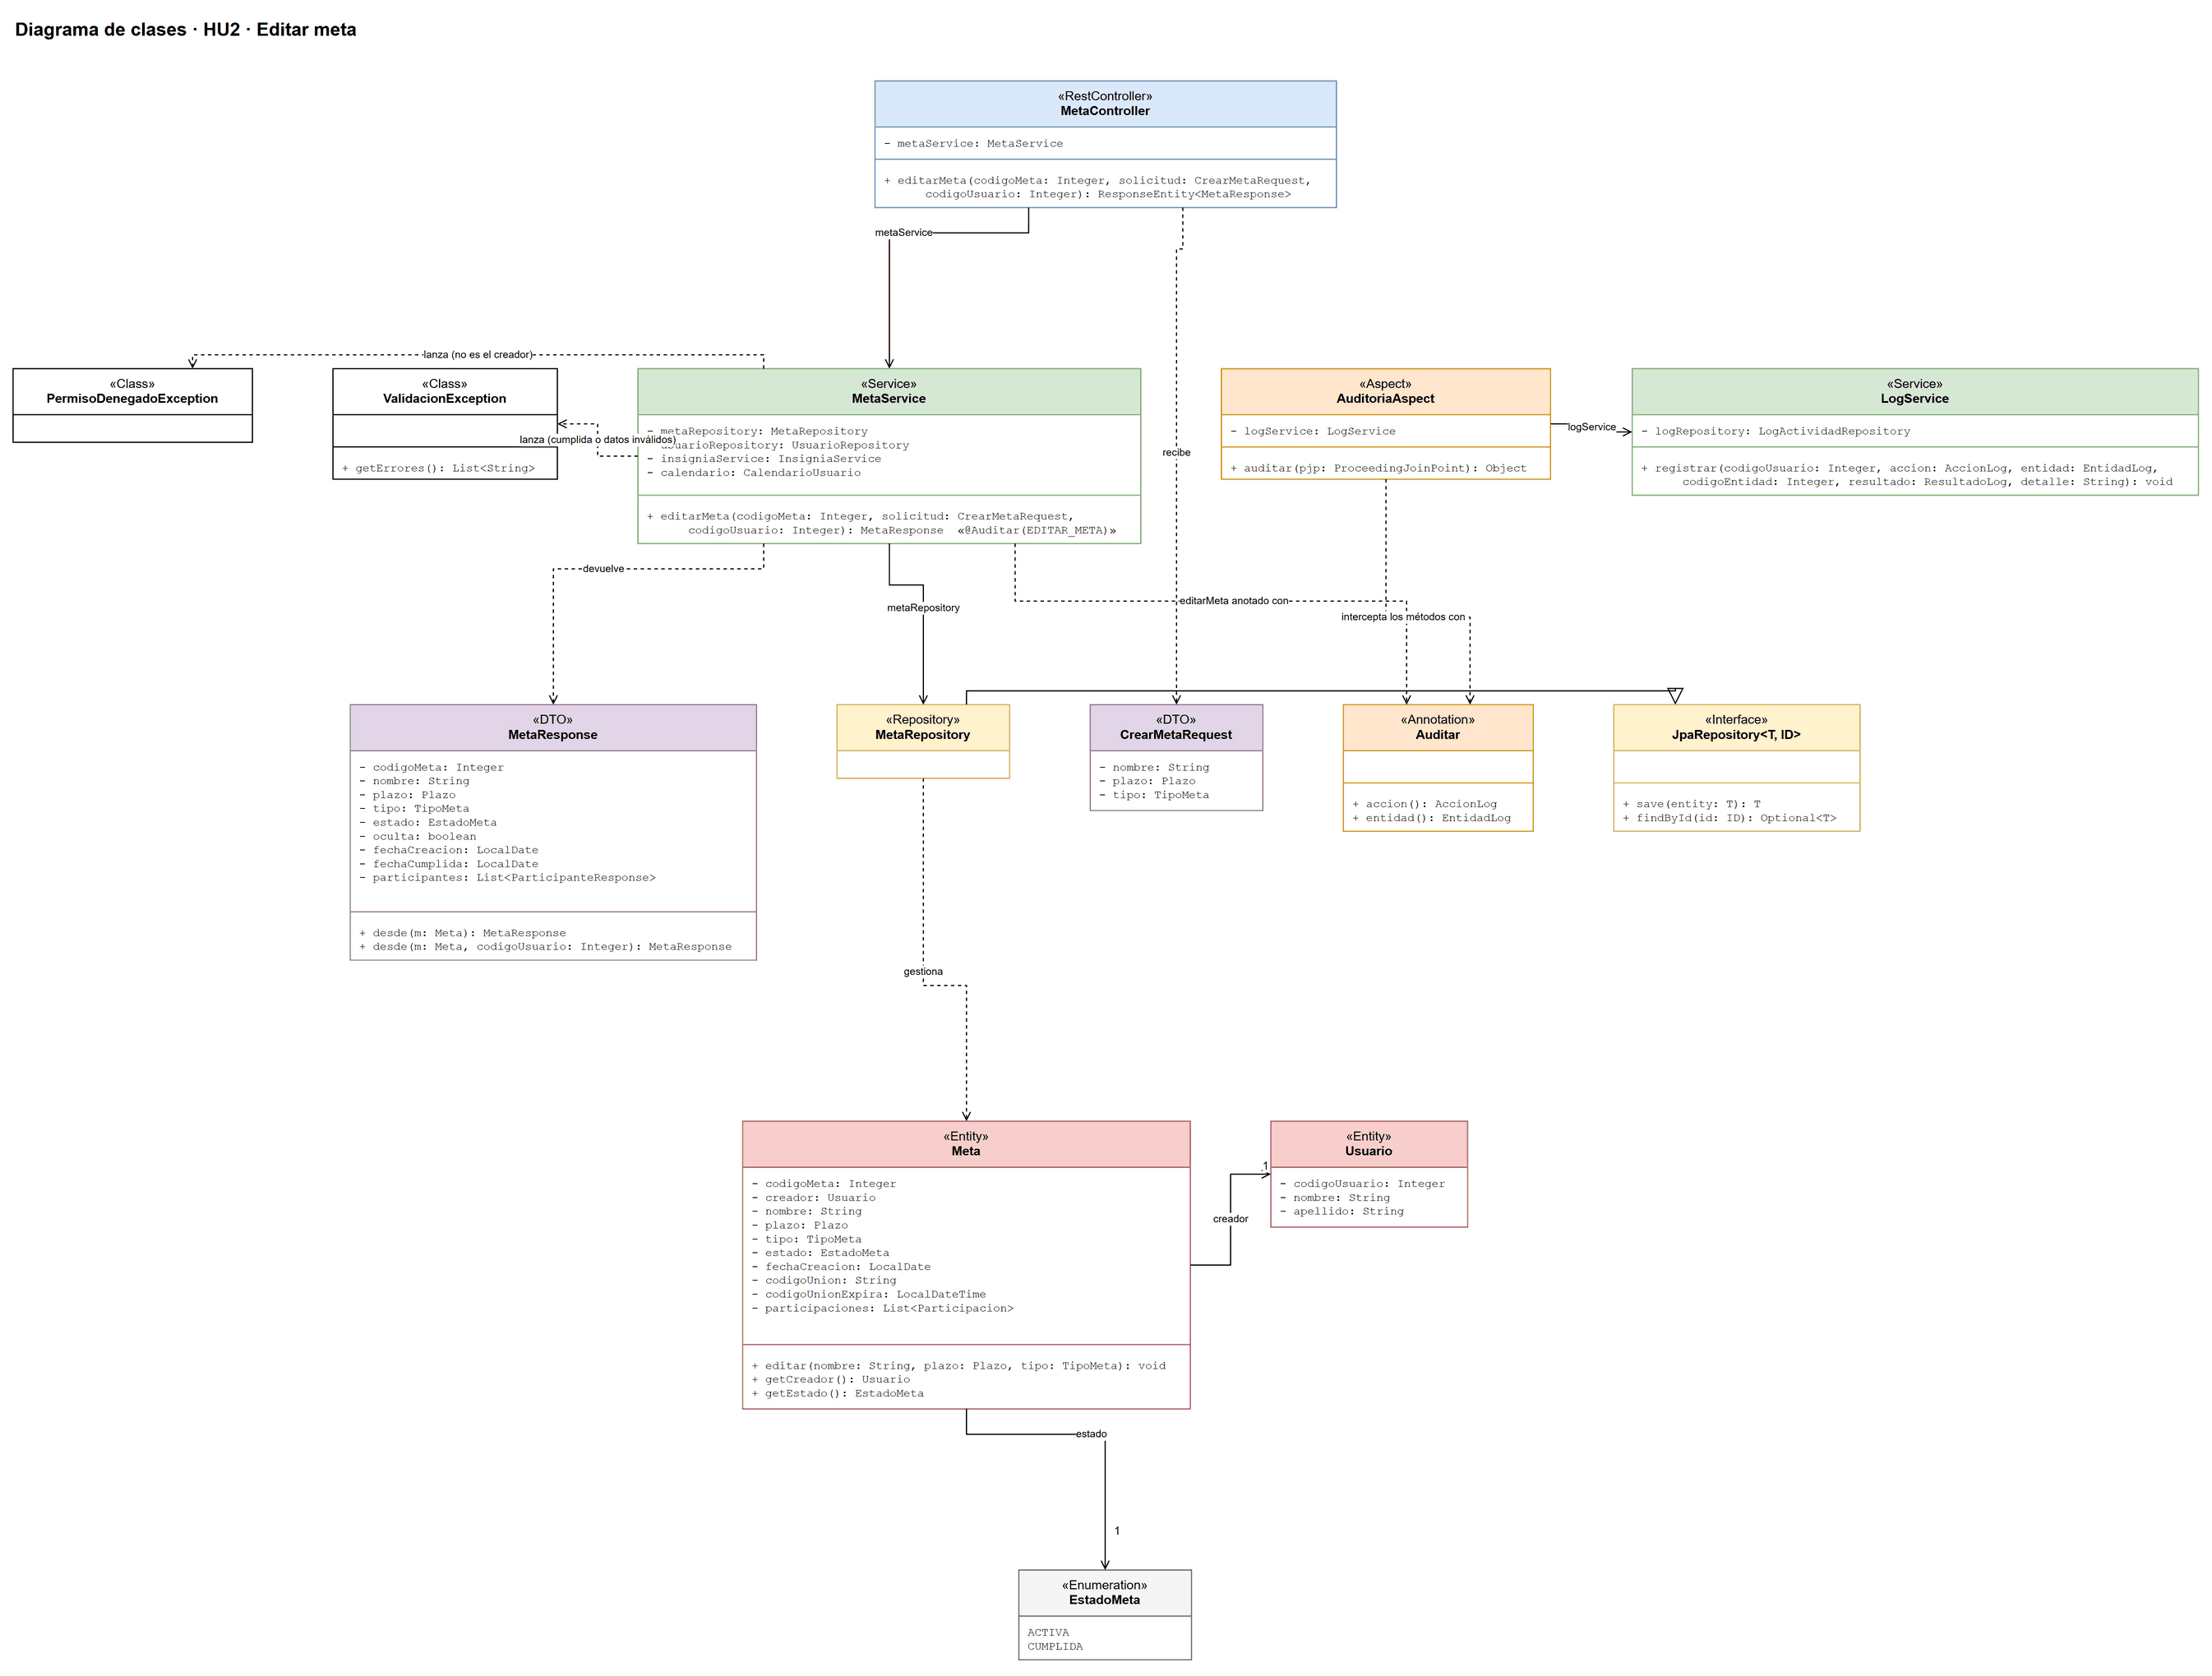 Diagrama de clases · HU2 · Editar meta
«RestController»
MetaController
- metaService: MetaService
+ editarMeta(codigoMeta: Integer, solicitud: CrearMetaRequest,
codigoUsuario: Integer): ResponseEntity<MetaResponse>
metaService
recibe
lanza (no es el creador)
«Class»
PermisoDenegadoException
«Class»
ValidacionException
+ getErrores(): List<String>
lanza (cumplida o datos inválidos)
«Service»
MetaService
- metaRepository: MetaRepository
usuarioRepository: UsuarioRepository
- insigniaService: InsigniaService
- calendario: CalendarioUsuario
+ editarMeta(codigoMeta: Integer, solicitud: CrearMetaRequest,
codigoUsuario: Integer): MetaResponse  «@Auditar(EDITAR_META)»
«Aspect»
AuditoriaAspect
- logService: LogService
+ auditar(pjp: ProceedingJoinPoint): Object
logService
«Service»
LogService
- logRepository: LogActividadRepository
+ registrar(codigoUsuario: Integer, accion: AccionLog, entidad: EntidadLog,
codigoEntidad: Integer, resultado: ResultadoLog, detalle: String): void
devuelve
metaRepository
editarMeta anotado con
intercepta los métodos con
«DTO»
MetaResponse
- codigoMeta: Integer
- nombre: String
- plazo: Plazo
- tipo: TipoMeta
- estado: EstadoMeta
- oculta: boolean
- fechaCreacion: LocalDate
- fechaCumplida: LocalDate
- participantes: List<ParticipanteResponse>
+ desde(m: Meta): MetaResponse
+ desde(m: Meta, codigoUsuario: Integer): MetaResponse
«Repository»
MetaRepository
«DTO»
CrearMetaRequest
- nombre: String
- plazo: Plazo
- tipo: TipoMeta
«Annotation»
Auditar
+ accion(): AccionLog
+ entidad(): EntidadLog
«Interface»
JpaRepository<T, ID>
+ save(entity: T): T
+ findById(id: ID): Optional<T>
gestiona
«Entity»
Meta
- codigoMeta: Integer
- creador: Usuario
- nombre: String
- plazo: Plazo
- tipo: TipoMeta
- estado: EstadoMeta
- fechaCreacion: LocalDate
- codigoUnion: String
- codigoUnionExpira: LocalDateTime
- participaciones: List<Participacion>
+ editar(nombre: String, plazo: Plazo, tipo: TipoMeta): void
+ getCreador(): Usuario
+ getEstado(): EstadoMeta
creador
1
«Entity»
Usuario
- codigoUsuario: Integer
- nombre: String
- apellido: String
estado
1
«Enumeration»
EstadoMeta
ACTIVA
CUMPLIDA